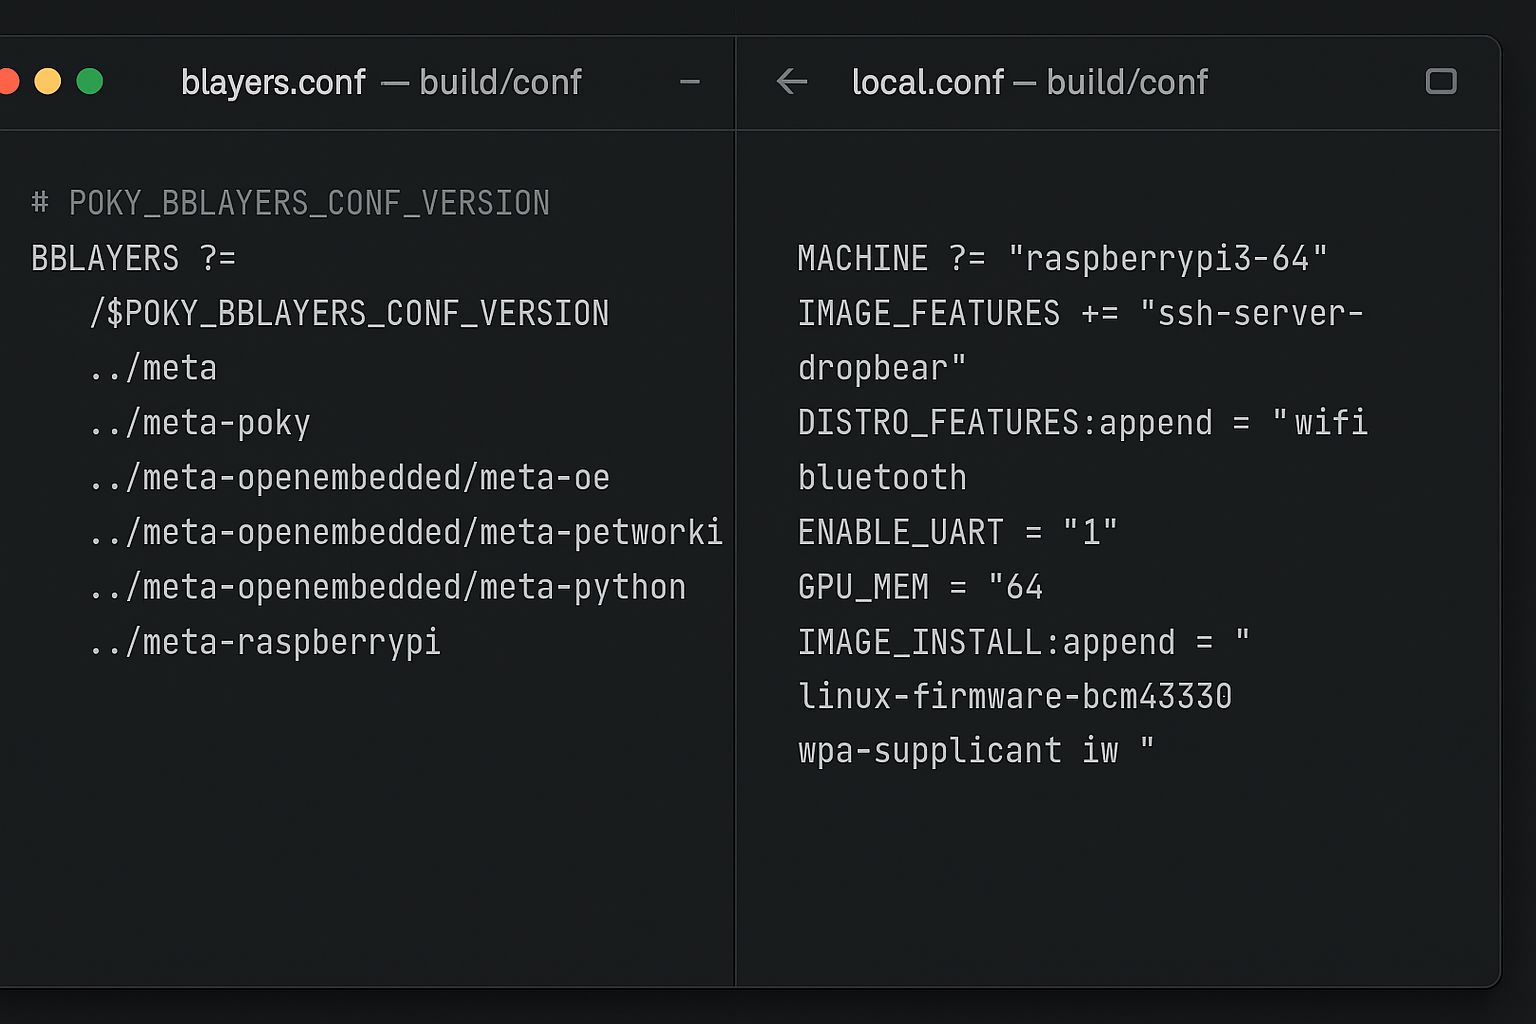 blayers.conf — build/conf
# POKY_BBLAYERS_CONF_VERSION
BBLAYERS ?=
/$POKY_BBLAYERS_CONF_VERSION
../meta
../meta-poky
../meta-openembedded/meta-oe
../meta-openembedded/meta-petworki
../meta-openembedded/meta-python
../meta-raspberrypi
local.conf — build/conf
MACHINE ?= "raspberrypi3-64"
IMAGE_FEATURES += "ssh-server-
dropbear"
DISTRO_FEATURES:append = "wifi
bluetooth
ENABLE_UART = "1"
GPU_MEM = "64
IMAGE_INSTALL:append = "
linux-firmware-bcm43330
wpa-supplicant iw "